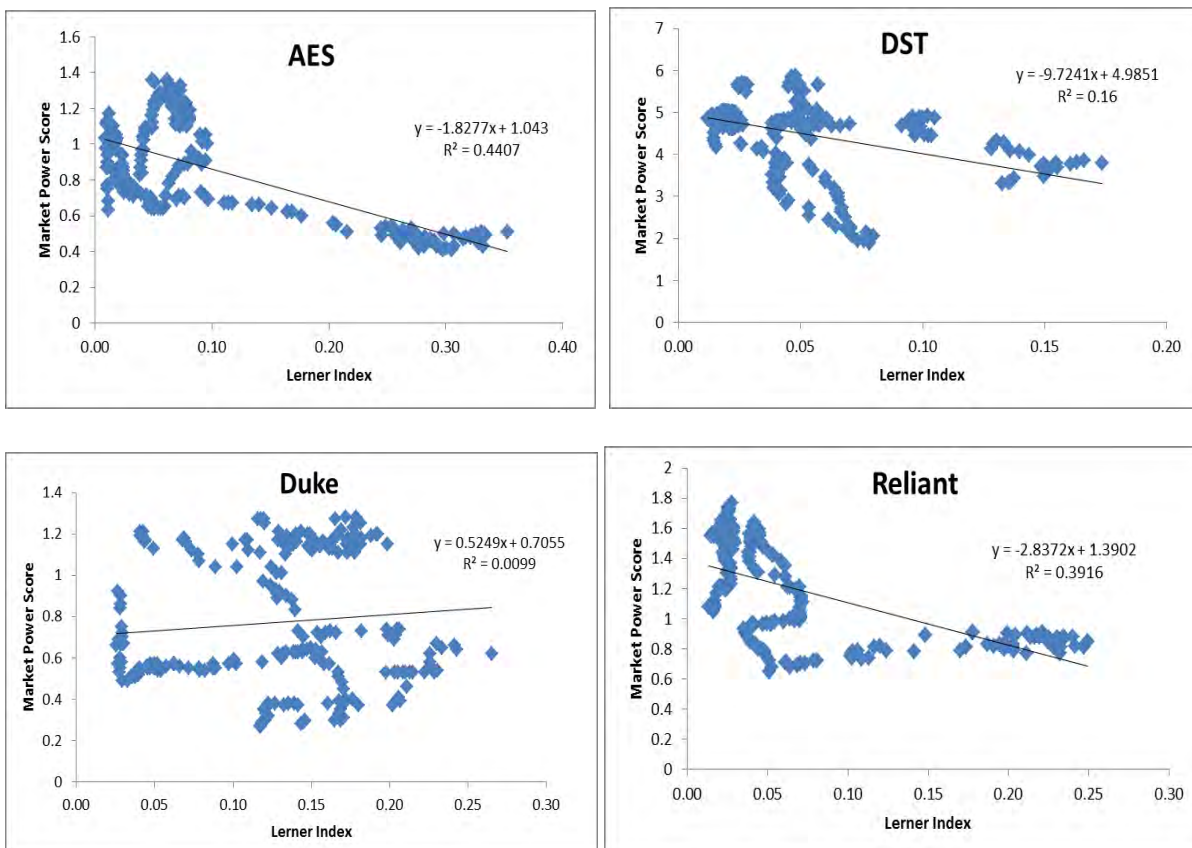 AES
1.6
1.4
1.2
1
0.8
0.6
0.4
0.2
0
Market Power Score
y = -1.8277x + 1.043
R² = 0.4407
0.00 0.10 0.20 0.30 0.40
Lerner Index
DST
7
6
5
4
3
2
1
0
Market Power Score
y = -9.7241x + 4.9851
R² = 0.16
0.00 0.05 0.10 0.15 0.20
Lerner Index
Duke
1.4
1.2
1
0.8
0.6
0.4
0.2
0
Market Power Score
y = 0.5249x + 0.7055
R² = 0.0099
0.00 0.05 0.10 0.15 0.20 0.25 0.30
Lerner Index
Reliant
2
1.8
1.6
1.4
1.2
1
0.8
0.6
0.4
0.2
0
Market Power Score
y = -2.8372x + 1.3902
R² = 0.3916
0.00 0.05 0.10 0.15 0.20 0.25 0.30
Lerner Index